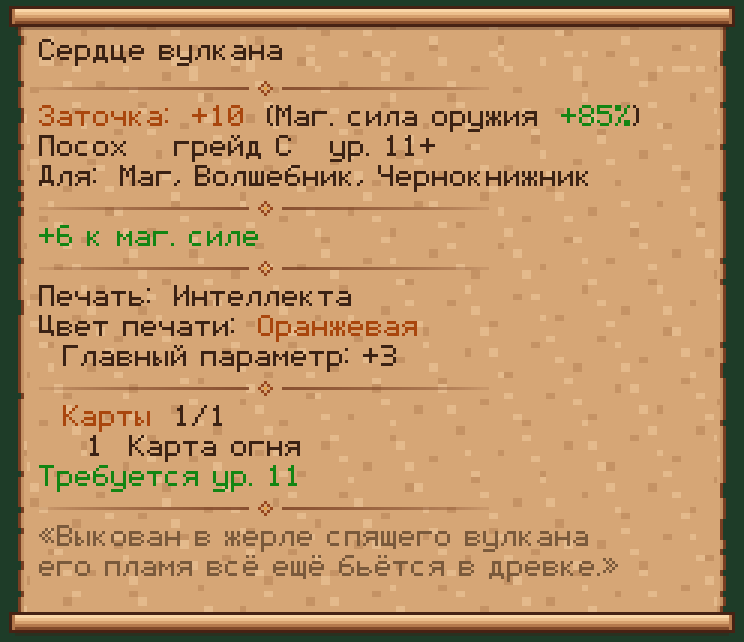 Сердце вулкана
Заточка: +10 (Маг. сила оружия +85%)
Посох грейд C ур. 11+
Для: Маг, Волшебник, Чернокнижник
+6 к маг. силе
Печать: Интеллекта
Цвет печати: Оранжевая
Главный параметр: +3
Карты 1/1
1 Карта огня
Требуется ур. 11
«Выкован в жерле спящего вулкана
его пламя всё ещё бьётся в древке.»